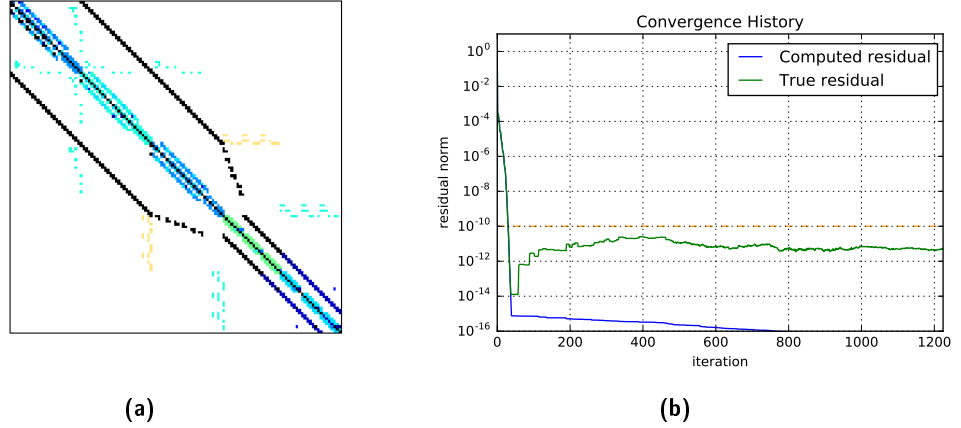 Convergence History
10^0
10^-2
10^-4
10^-6
10^-8
10^-10
10^-12
10^-14
10^-16
residual norm
Computed residual
True residual
0 200 400 600 800 1000 1200
iteration
(a) (b)